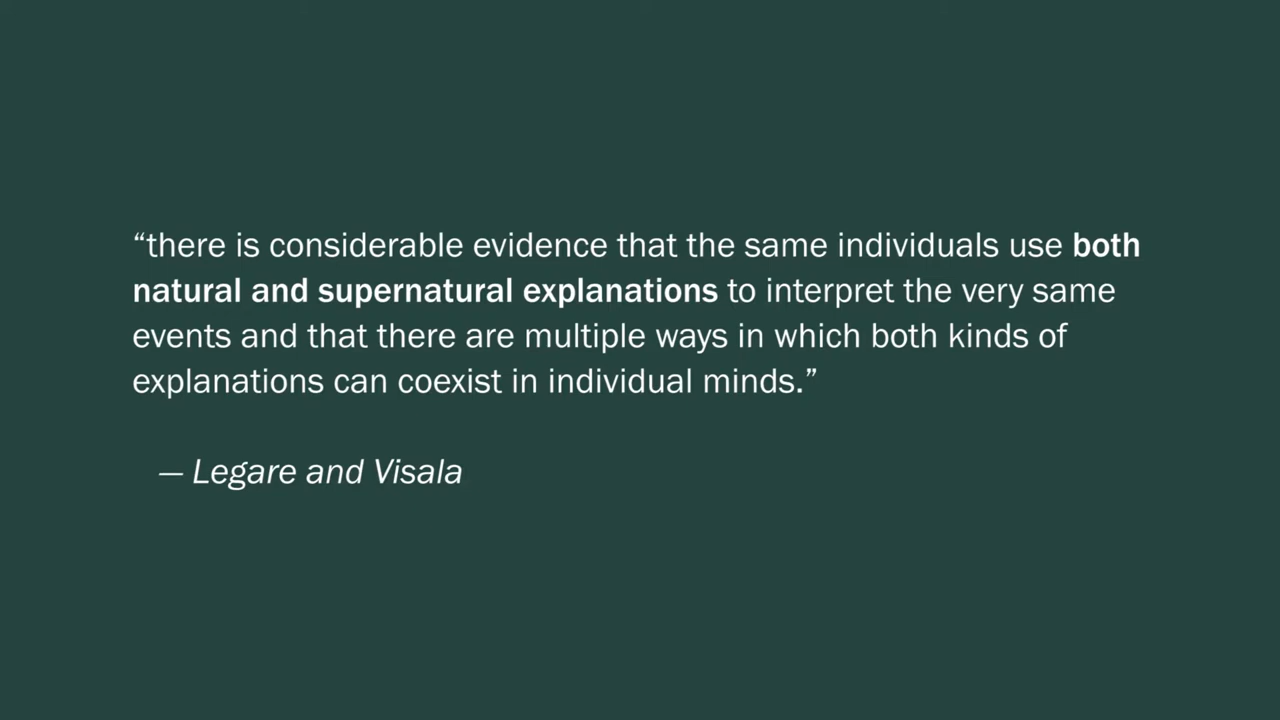 “there is considerable evidence that the same individuals use both
natural and supernatural explanations to interpret the very same
events and that there are multiple ways in which both kinds of
explanations can coexist in individual minds.”
— Legare and Visala